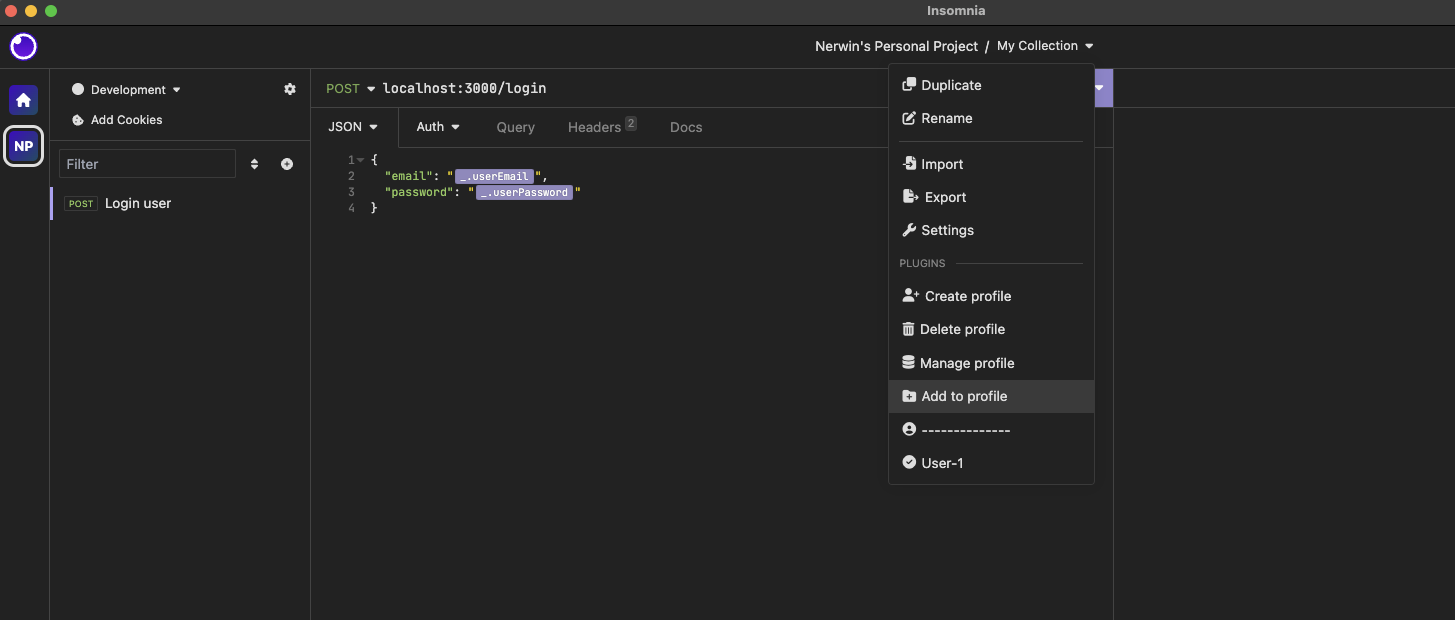 Insomnia
Nerwin's Personal Project / My Collection
NP
Development
Add Cookies
Filter
POST Login user
POST localhost:3000/login
JSON Auth Query Headers 2 Docs
1 {
2 "email": " _.userEmail ",
3 "password": " _.userPassword "
4 }
Duplicate
Rename
Import
Export
Settings
PLUGINS
Create profile
Delete profile
Manage profile
Add to profile
--------------
User-1